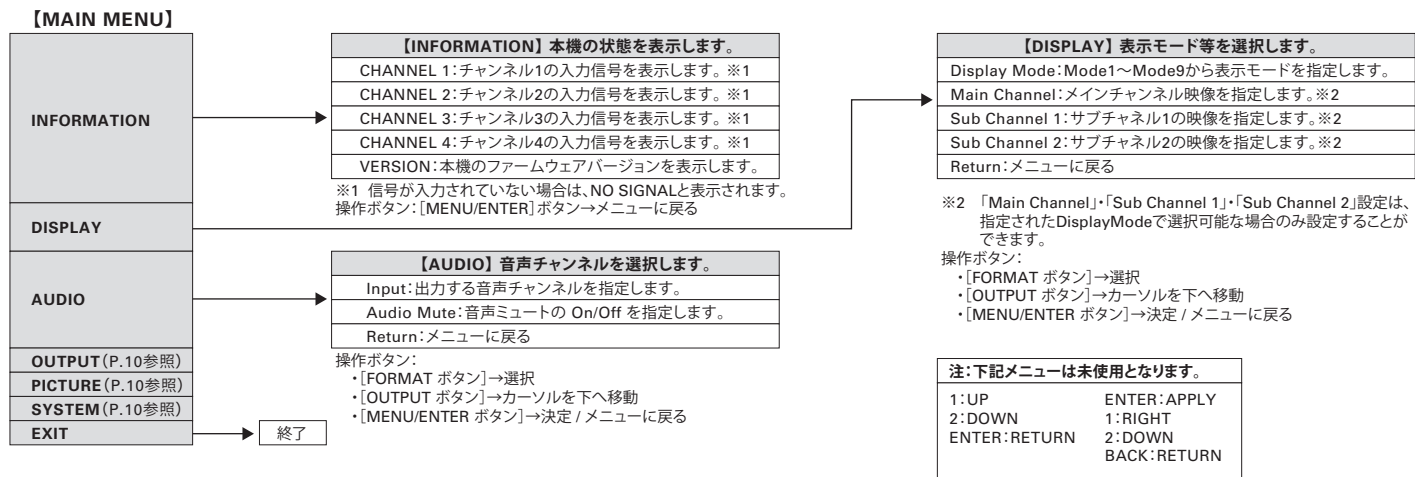 【MAIN MENU】
INFORMATION
DISPLAY
AUDIO
OUTPUT(P.10参照)
PICTURE(P.10参照)
SYSTEM(P.10参照)
EXIT
終了
【INFORMATION】 本機の状態を表示します。
CHANNEL 1:チャンネル1の入力信号を表示します。※1
CHANNEL 2:チャンネル2の入力信号を表示します。※1
CHANNEL 3:チャンネル3の入力信号を表示します。※1
CHANNEL 4:チャンネル4の入力信号を表示します。※1
VERSION:本機のファームウェアバージョンを表示します。
※1 信号が入力されていない場合は、NO SIGNALと表示されます。
操作ボタン:[MENU/ENTER]ボタン→メニューに戻る
【AUDIO】 音声チャンネルを選択します。
Input:出力する音声チャンネルを指定します。
Audio Mute:音声ミュートの On/Off を指定します。
Return:メニューに戻る
操作ボタン:
・[FORMAT ボタン]→選択
・[OUTPUT ボタン]→カーソルを下へ移動
・[MENU/ENTER ボタン]→決定 / メニューに戻る
【DISPLAY】 表示モード等を選択します。
Display Mode:Mode1~Mode9から表示モードを指定します。
Main Channel:メインチャンネル映像を指定します。※2
Sub Channel 1:サブチャネル1の映像を指定します。※2
Sub Channel 2:サブチャネル2の映像を指定します。※2
Return:メニューに戻る
※2 「Main Channel」・「Sub Channel 1」・「Sub Channel 2」設定は、
指定されたDisplayModeで選択可能な場合のみ設定することが
できます。
操作ボタン:
・[FORMAT ボタン]→選択
・[OUTPUT ボタン]→カーソルを下へ移動
・[MENU/ENTER ボタン]→決定 / メニューに戻る
注:下記メニューは未使用となります。
1:UP ENTER:APPLY
2:DOWN 1:RIGHT
ENTER:RETURN 2:DOWN
BACK:RETURN